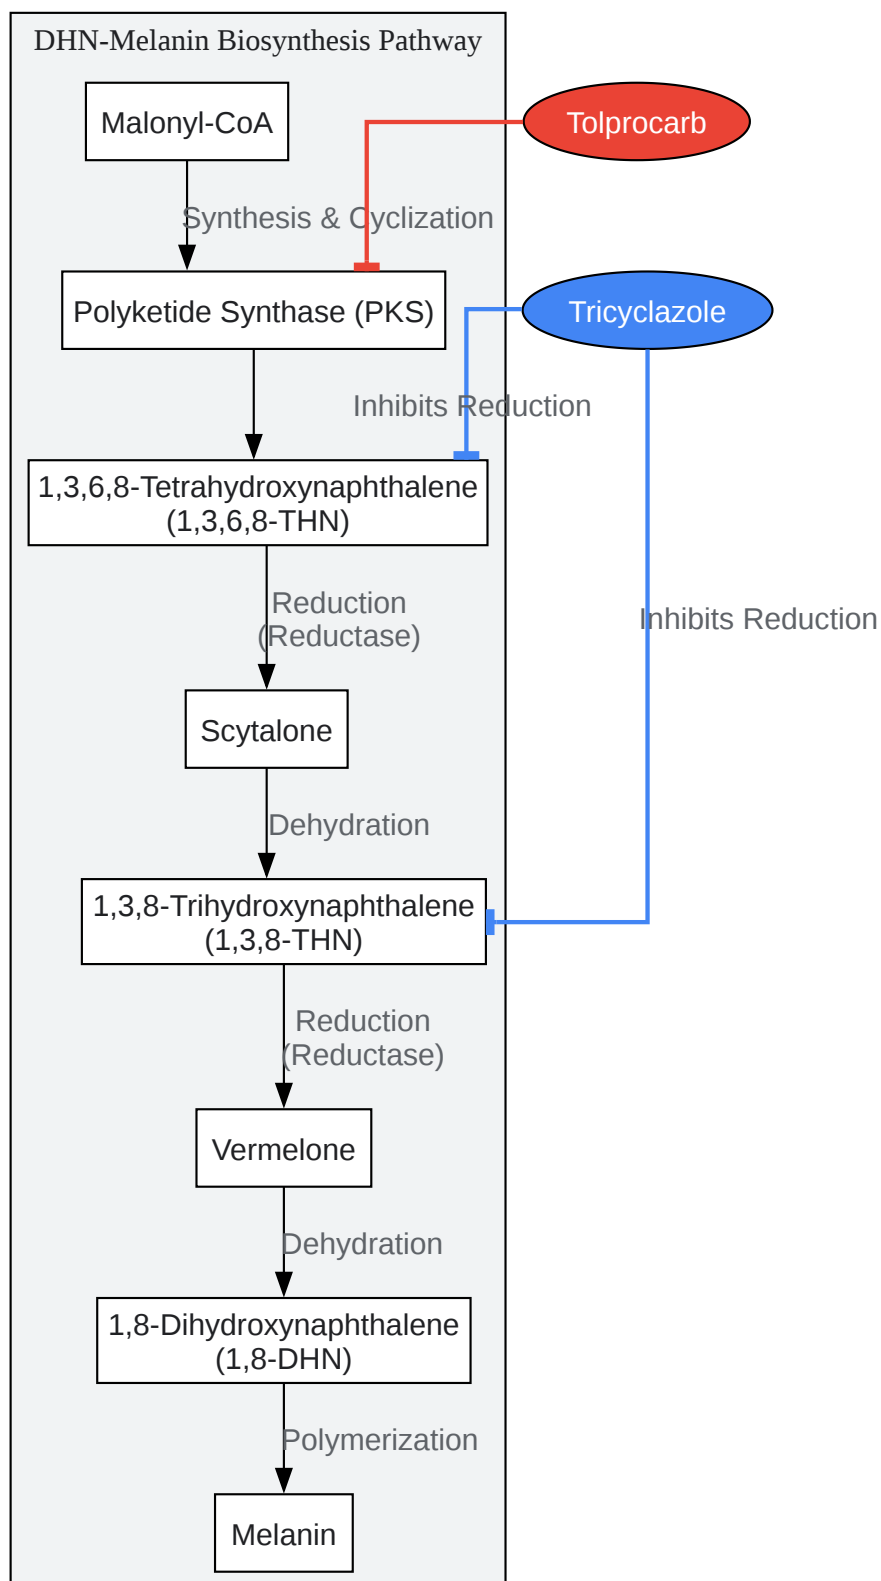 DHN-Melanin Biosynthesis Pathway
Malonyl-CoA
Tolprocarb
Synthesis & Cyclization
Polyketide Synthase (PKS)
Tricyclazole
Inhibits Reduction
1,3,6,8-Tetrahydroxynaphthalene
(1,3,6,8-THN)
Reduction
(Reductase)
Inhibits Reduction
Scytalone
Dehydration
1,3,8-Trihydroxynaphthalene
(1,3,8-THN)
Reduction
(Reductase)
Vermelone
Dehydration
1,8-Dihydroxynaphthalene
(1,8-DHN)
Polymerization
Melanin